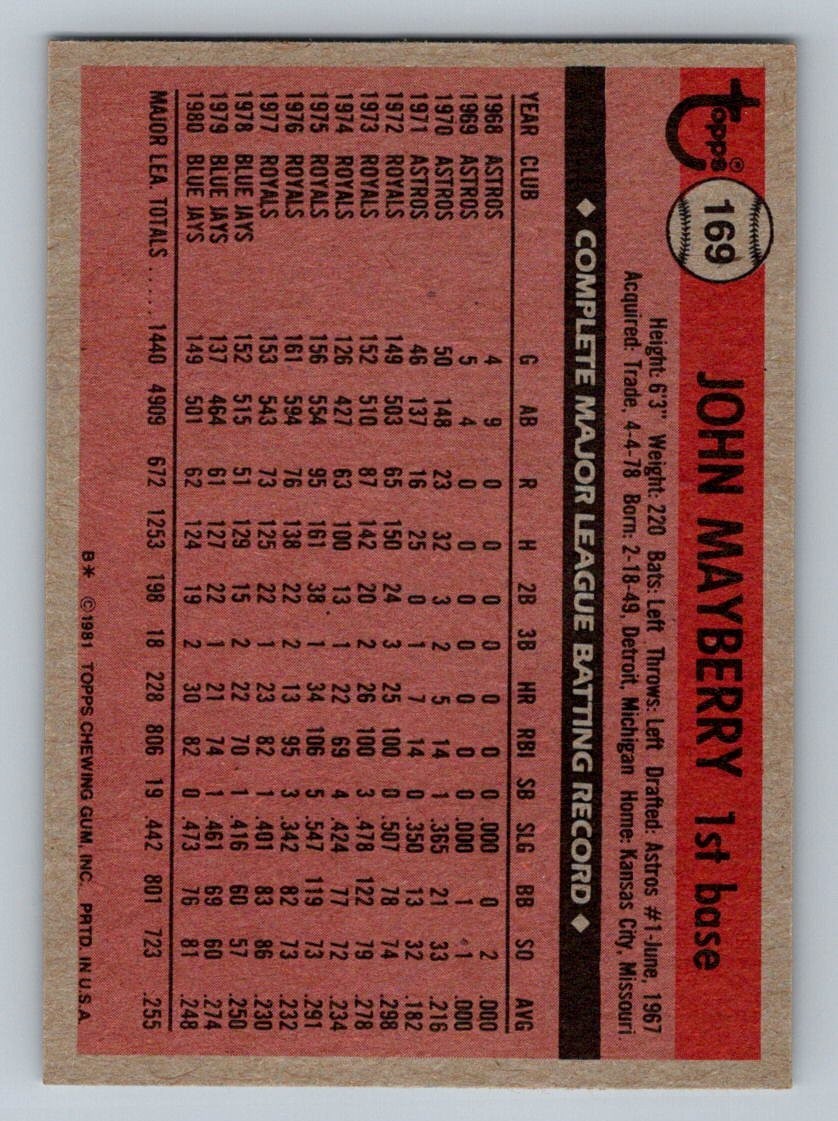 Topps®
169
JOHN MAYBERRY 1st base
Height: 6'3" Weight: 220 Bats: Left Throws: Left Drafted: Astros #1-June, 1967
Acquired: Trade, 4-4-78 Born: 2-18-49, Detroit, Michigan Home: Kansas City, Missouri
◆ COMPLETE MAJOR LEAGUE BATTING RECORD ◆
YEAR CLUB G AB R H 2B 3B HR RBI SB SLG BB SO AVG
1968 ASTROS 4 9 0 0 0 0 0 0 0 .000 0 2 .000
1969 ASTROS 5 4 0 0 0 0 0 0 0 .000 1 1 .000
1970 ASTROS 50 148 23 32 3 2 5 14 1 .365 21 33 .216
1971 ASTROS 46 137 16 25 0 1 7 14 0 .350 13 32 .182
1972 ROYALS 149 503 65 150 24 3 25 100 0 .507 78 74 .298
1973 ROYALS 152 510 87 142 20 2 26 100 3 .478 122 79 .278
1974 ROYALS 126 427 63 100 13 1 22 69 4 .424 77 72 .234
1975 ROYALS 156 554 95 161 38 1 34 106 5 .547 119 73 .291
1976 ROYALS 161 594 76 138 22 2 13 95 3 .342 82 73 .232
1977 ROYALS 153 543 73 125 22 1 23 82 1 .401 83 86 .230
1978 BLUE JAYS 152 515 51 129 15 2 22 70 1 .416 60 57 .250
1979 BLUE JAYS 137 464 61 127 22 1 21 74 1 .461 69 60 .274
1980 BLUE JAYS 149 501 62 124 19 2 30 82 0 .473 76 81 .248
MAJOR LEA. TOTALS ..... 1440 4909 672 1253 198 18 228 806 19 .442 801 723 .255
B* ©1981 TOPPS CHEWING GUM, INC. PRTD. IN U.S.A.